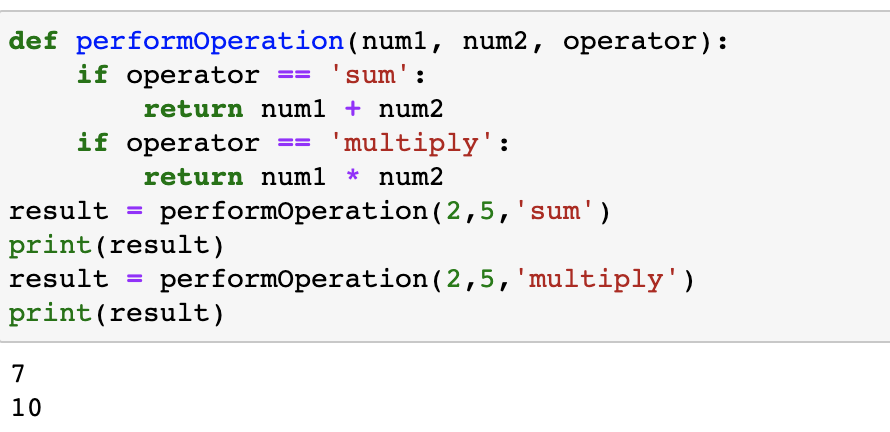 def performOperation(num1, num2, operator):
    if operator == 'sum':
        return num1 + num2
    if operator == 'multiply':
        return num1 * num2
result = performOperation(2,5,'sum')
print(result)
result = performOperation(2,5,'multiply')
print(result)
7
10